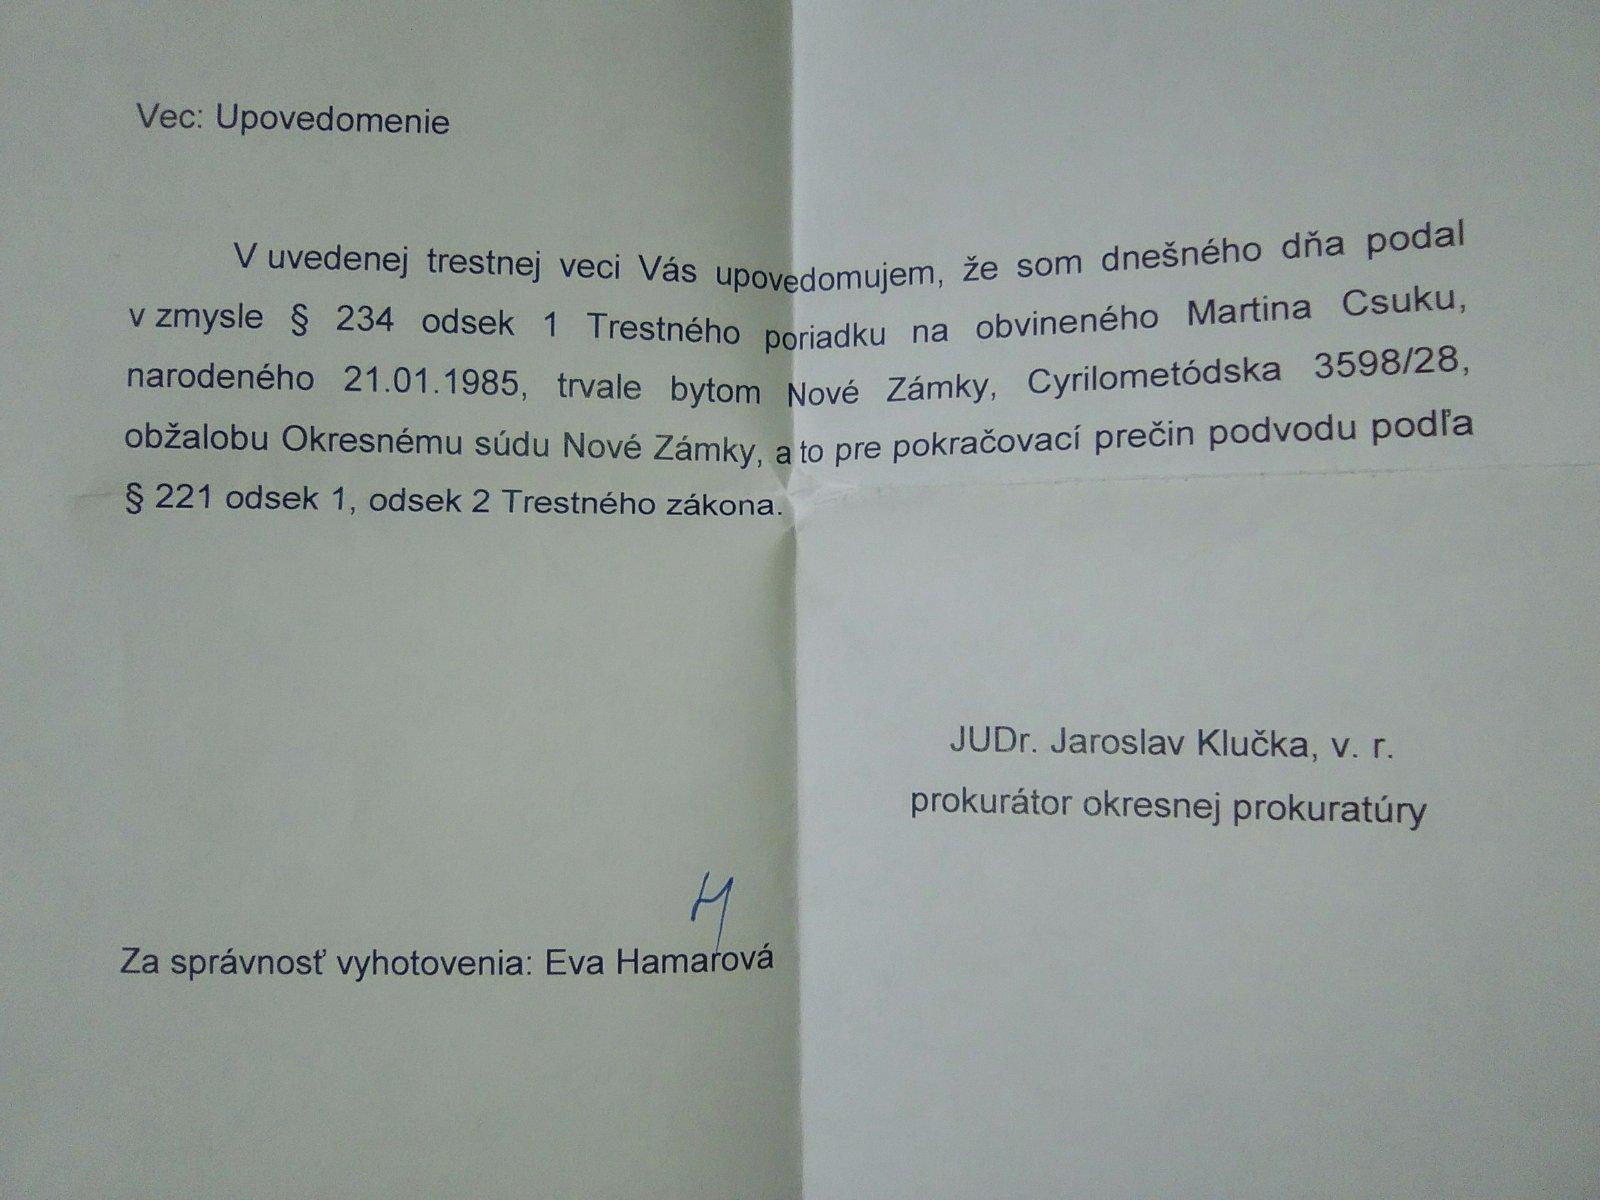 Vec: Upovedomenie
V uvedenej trestnej veci Vás upovedomujem, že som dnešného dňa podal
v zmysle § 234 odsek 1 Trestného poriadku na obvineného Martina Csuku,
narodeného 21.01.1985, trvale bytom Nové Zámky, Cyrilometódska 3598/28,
obžalobu Okresnému súdu Nové Zámky, a to pre pokračovací prečin podvodu podľa
§ 221 odsek 1, odsek 2 Trestného zákona.
JUDr. Jaroslav Klučka, v. r.
prokurátor okresnej prokuratúry
Za správnosť vyhotovenia: Eva Hamarová